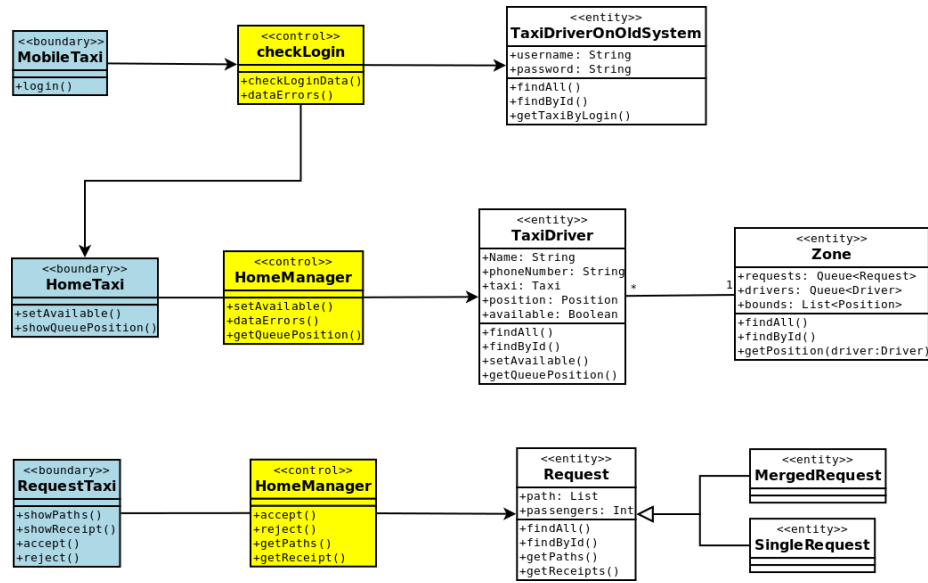 <<boundary>>
MobileTaxi
+login()
<<control>>
checkLogin
+checkLoginData()
+dataErrors()
<<entity>>
TaxiDriverOnOldSystem
+username: String
+password: String
+findAll()
+findById()
+getTaxiByLogin()
<<boundary>>
HomeTaxi
+setAvailable()
+showQueuePosition()
<<control>>
HomeManager
+setAvailable()
+dataErrors()
+getQueuePosition()
<<entity>>
TaxiDriver
+Name: String
+phoneNumber: String
+taxi: Taxi
+position: Position
+available: Boolean
+findAll()
+findById()
+setAvailable()
+getQueuePosition()
*
1
<<entity>>
Zone
+requests: Queue<Request>
+drivers: Queue<Driver>
+bounds: List<Position>
+findAll()
+findById()
+getPosition(driver:Driver)
<<boundary>>
RequestTaxi
+showPaths()
+showReceipt()
+accept()
+reject()
<<control>>
HomeManager
+accept()
+reject()
+getPaths()
+getReceipt()
<<entity>>
Request
+path: List
+passengers: Int
+findAll()
+findById()
+getPaths()
+getReceipts()
<<entity>>
MergedRequest
<<entity>>
SingleRequest